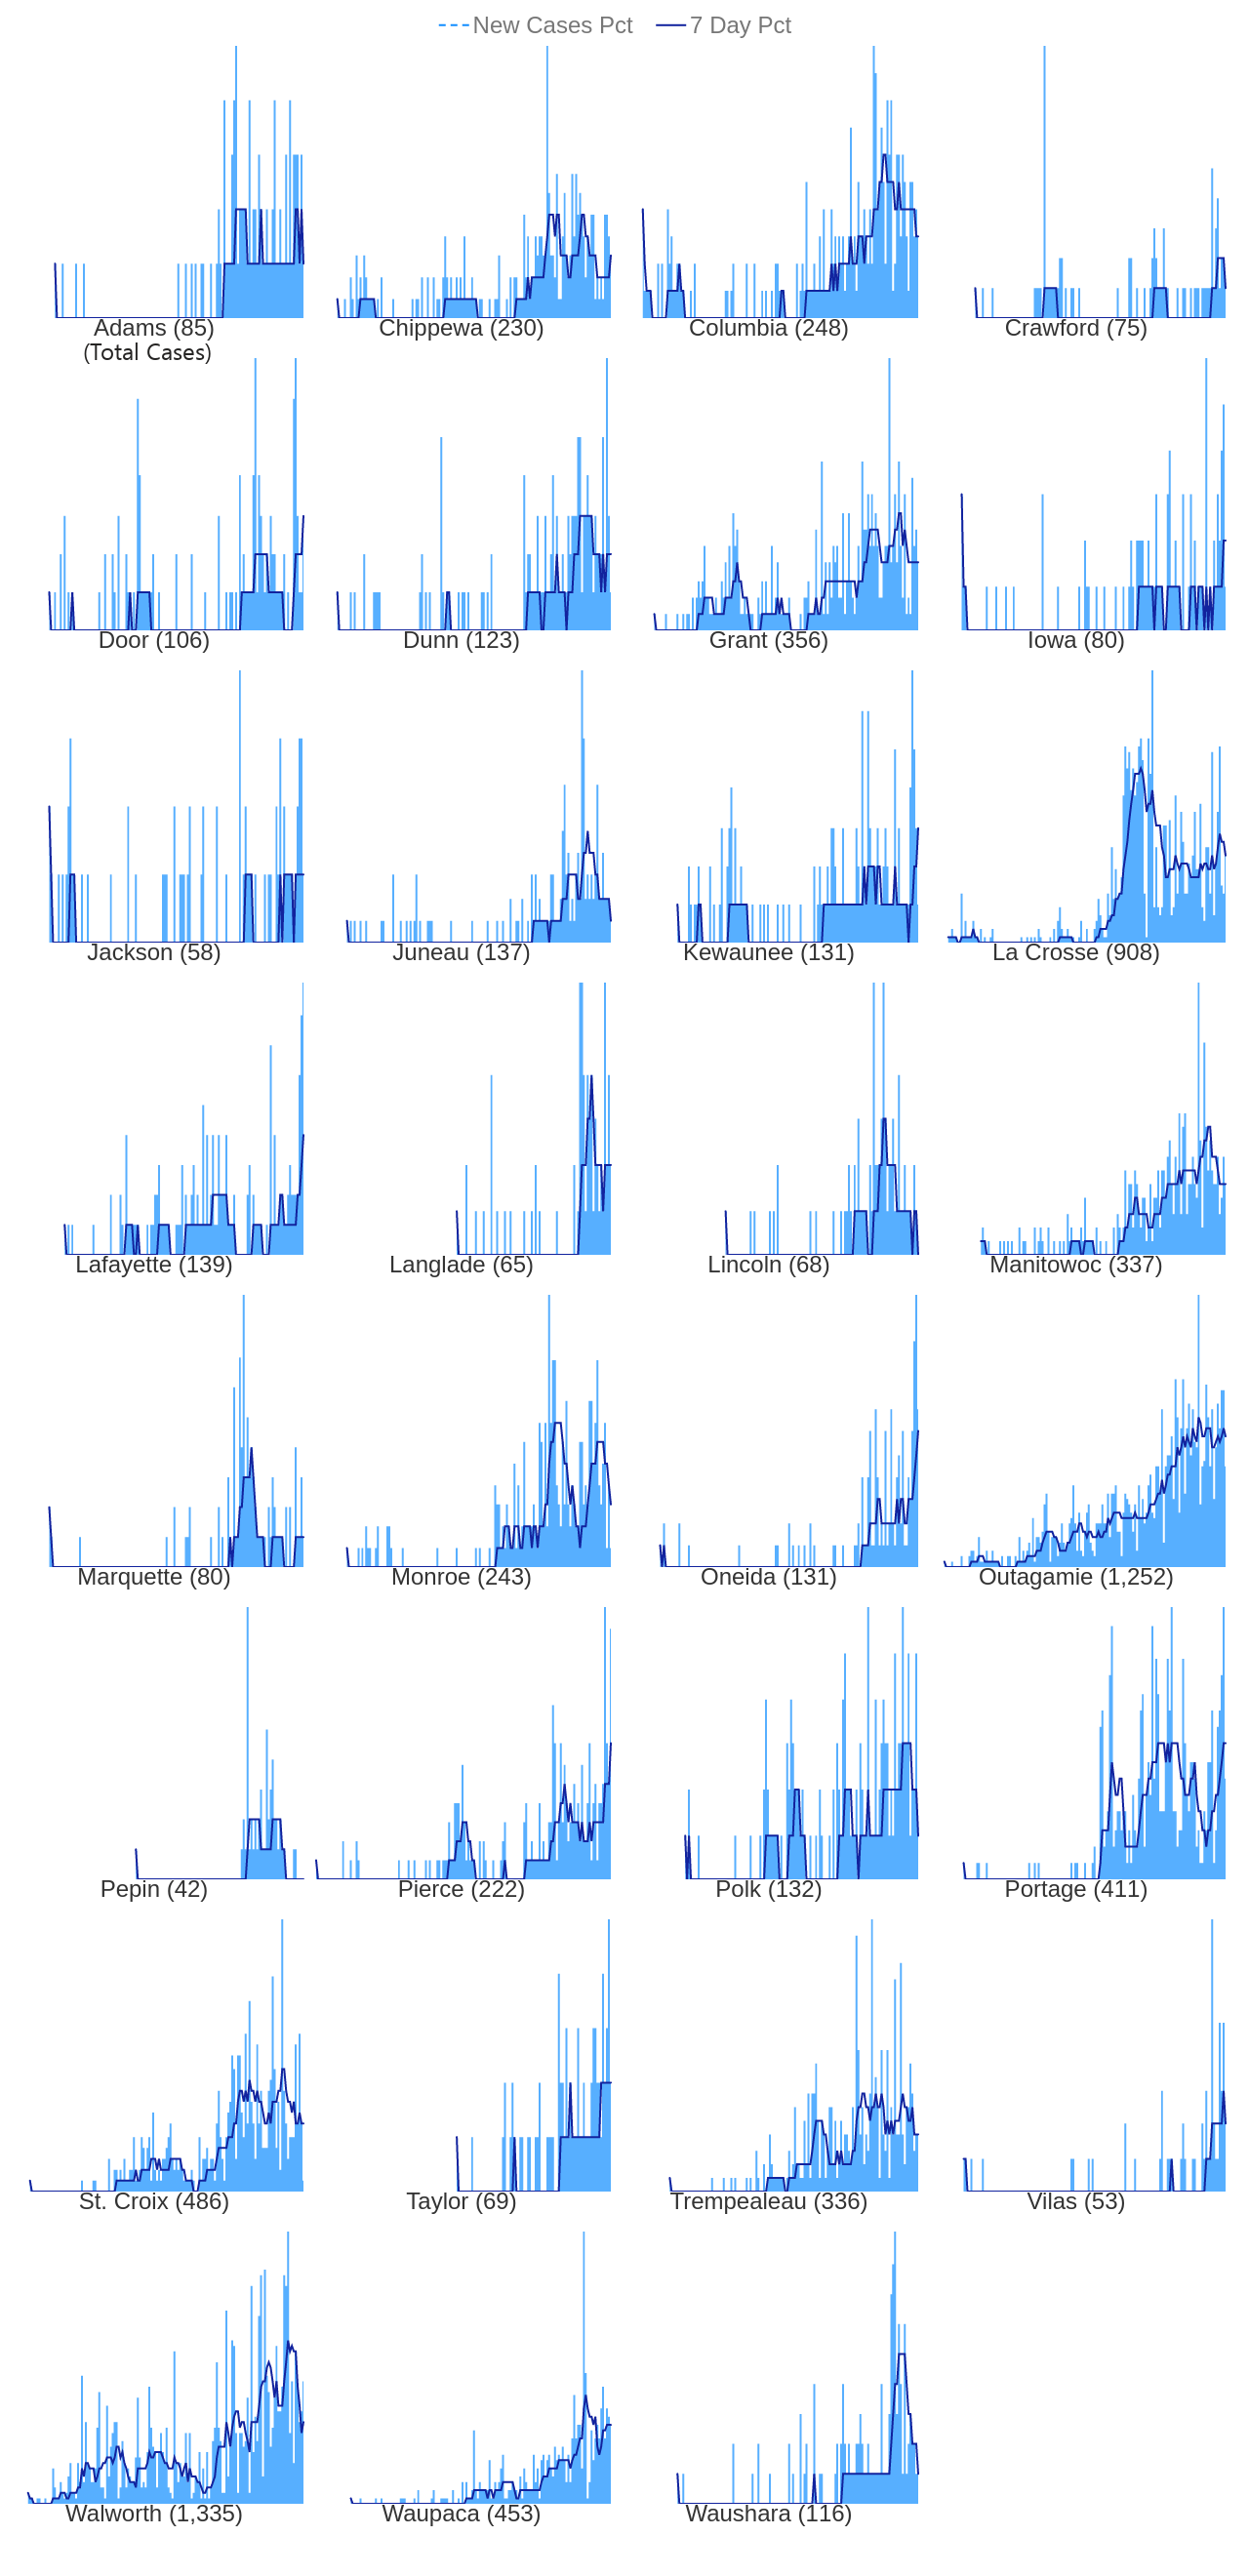 New Cases Pct 7 Day Pct
Adams (85) Chippewa (230) Columbia (248) Crawford (75)
(Total Cases)
Door (106) Dunn (123) Grant (356) Iowa (80)
Jackson (58) Juneau (137) Kewaunee (131) La Crosse (908)
Lafayette (139) Langlade (65) Lincoln (68) Manitowoc (337)
Marquette (80) Monroe (243) Oneida (131) Outagamie (1,252)
Pepin (42) Pierce (222) Polk (132) Portage (411)
St. Croix (486) Taylor (69) Trempealeau (336) Vilas (53)
Walworth (1,335) Waupaca (453) Waushara (116)